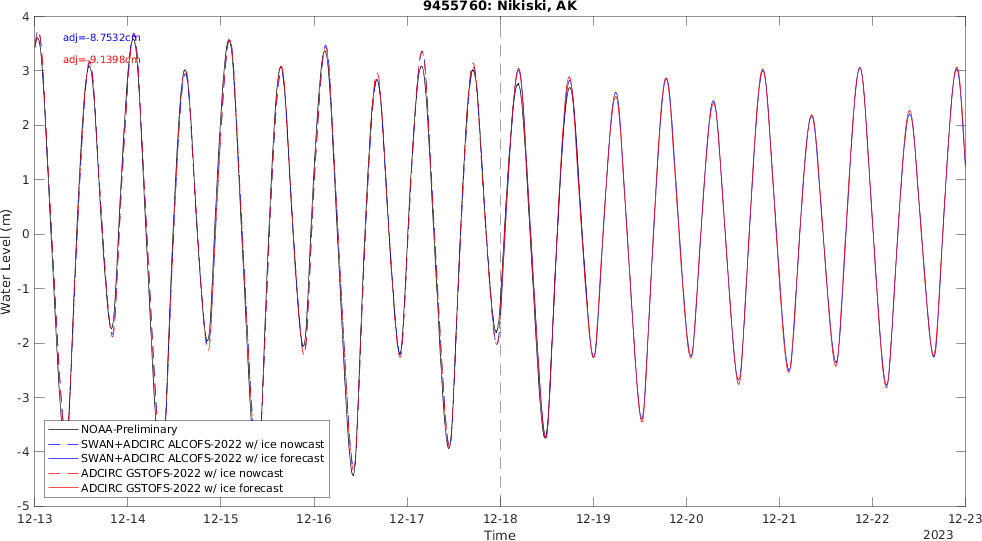 9455760: Nikiski, AK
adj=-8.7532cm
adj=-9.1398cm
Water Level (m)
4
3
2
1
0
-1
-2
-3
-4
-5
NOAA-Preliminary
SWAN+ADCIRC ALCOFS-2022 w/ ice nowcast
SWAN+ADCIRC ALCOFS-2022 w/ ice forecast
ADCIRC GSTOFS-2022 w/ ice nowcast
ADCIRC GSTOFS-2022 w/ ice forecast
12-13 12-14 12-15 12-16 12-17 12-18 12-19 12-20 12-21 12-22 12-23
Time
2023